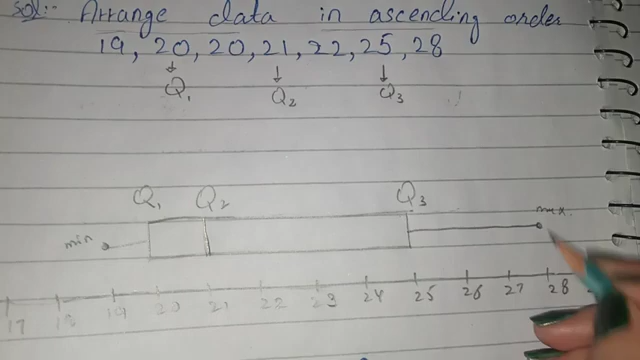 Sol:- Arrange data in ascending order
19, 20, 20, 21, 22, 25, 28
Q1 Q2 Q3
Q1 Q2 Q3
min max.
17 18 19 20 21 22 23 24 25 26 27 28